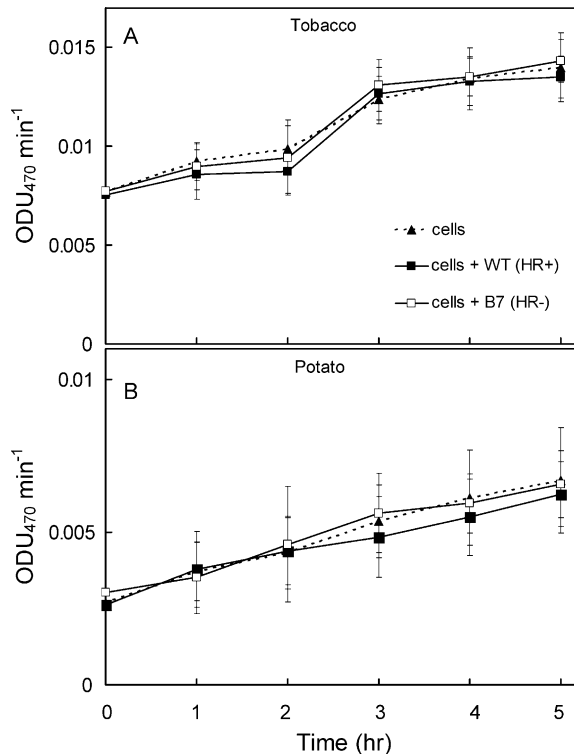 A
Tobacco
0.015
0.01
0.005
0
ODU470 min-1
cells
cells + WT (HR+)
cells + B7 (HR-)
B
Potato
0.01
0.005
0
ODU470 min-1
0 1 2 3 4 5
Time (hr)